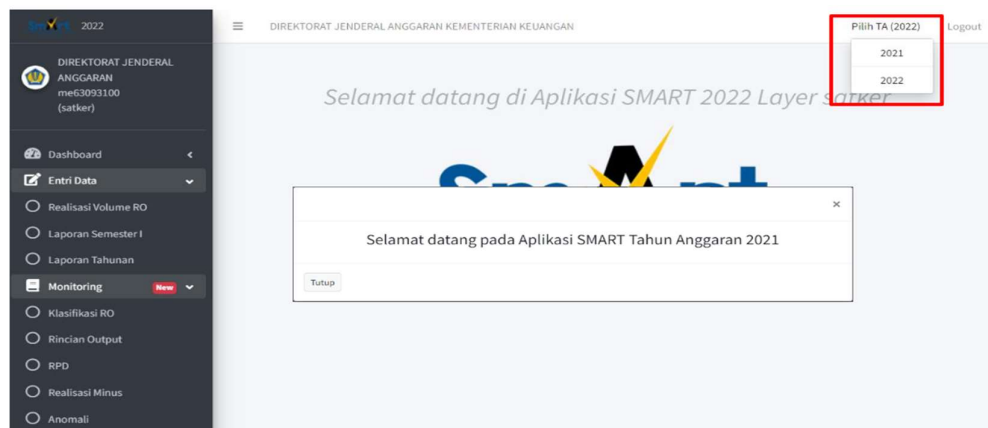 Smart 2022
DIREKTORAT JENDERAL ANGGARAN KEMENTERIAN KEUANGAN
Pilih TA (2022)
Logout
2021
2022
DIREKTORAT JENDERAL
ANGGARAN
me63093100
(satker)
Selamat datang di Aplikasi SMART 2022 Layer satker
Smart
Dashboard
Entri Data
Realisasi Volume RO
Laporan Semester I
Laporan Tahunan
Monitoring New
Klasifikasi RO
Rincian Output
RPD
Realisasi Minus
Anomali
×
Selamat datang pada Aplikasi SMART Tahun Anggaran 2021
Tutup